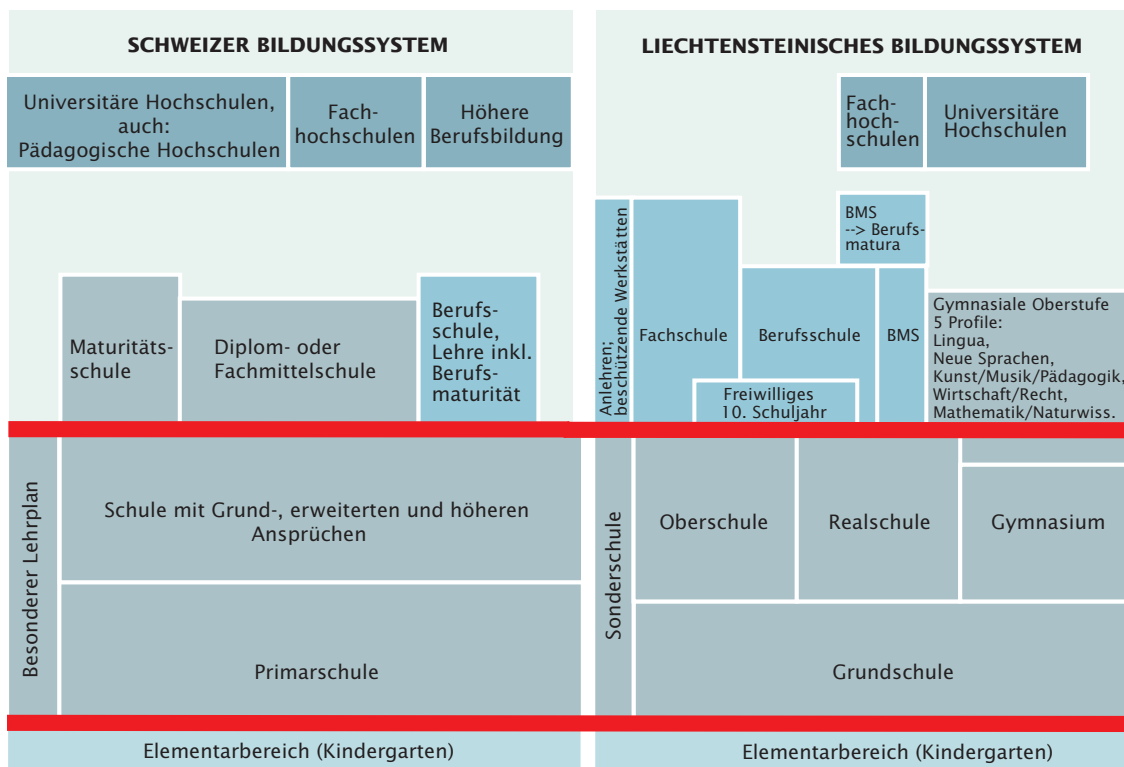 SCHWEIZER BILDUNGSSYSTEM
Universitäre Hochschulen,
auch:
Pädagogische Hochschulen
Fach-
hochschulen
Höhere
Berufsbildung
Maturitäts-
schule
Diplom- oder
Fachmittelschule
Berufs-
schule,
Lehre inkl.
Berufs-
maturität
Besonderer Lehrplan
Schule mit Grund-, erweiterten und höheren
Ansprüchen
Primarschule
Elementarbereich (Kindergarten)
LIECHTENSTEINISCHES BILDUNGSSYSTEM
Fach-
hoch-
schulen
Universitäre
Hochschulen
BMS
--> Berufs-
matura
Anlehren;
beschützende Werkstätten
Fachschule
Berufsschule
BMS
Freiwilliges
10. Schuljahr
Gymnasiale Oberstufe
5 Profile:
Lingua,
Neue Sprachen,
Kunst/Musik/Pädagogik,
Wirtschaft/Recht,
Mathematik/Naturwiss.
Sonderschule
Oberschule
Realschule
Gymnasium
Grundschule
Elementarbereich (Kindergarten)